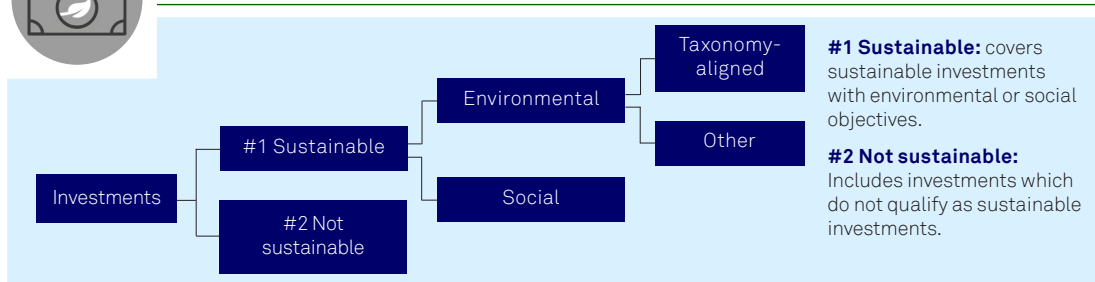 Investments
#1 Sustainable
#2 Not
sustainable
Environmental
Social
Taxonomy-
aligned
Other
#1 Sustainable: covers
sustainable investments
with environmental or social
objectives.
#2 Not sustainable:
Includes investments which
do not qualify as sustainable
investments.